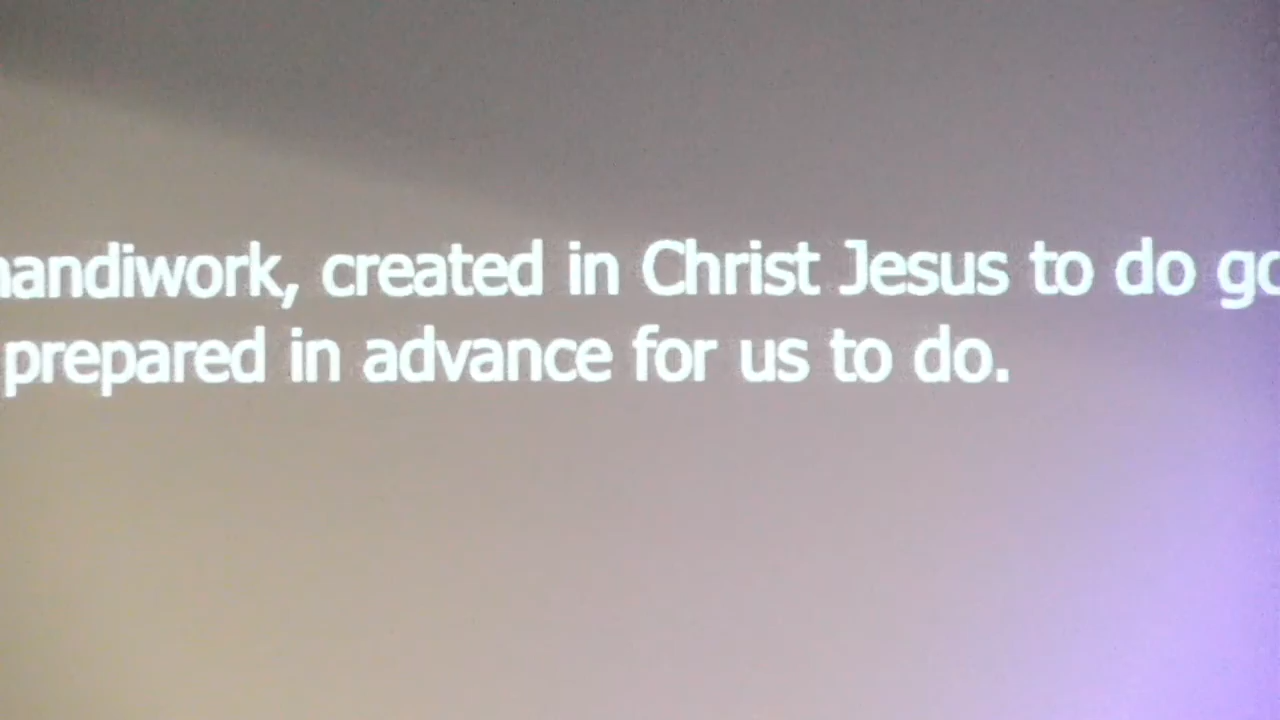 handiwork, created in Christ Jesus to do
prepared in advance for us to do.